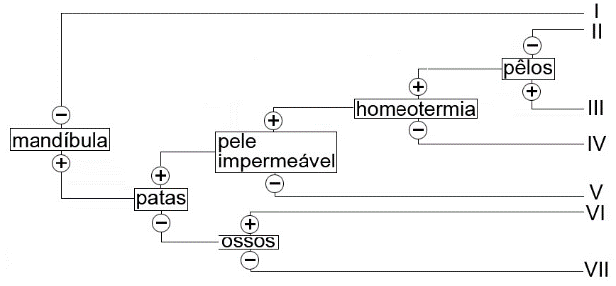 I
II
−
pêlos
+
+
homeotermia
III
−
+
mandíbula
−
IV
+
pele
impermeável
+
+
patas
−
V
−
+
VI
ossos
−
VII